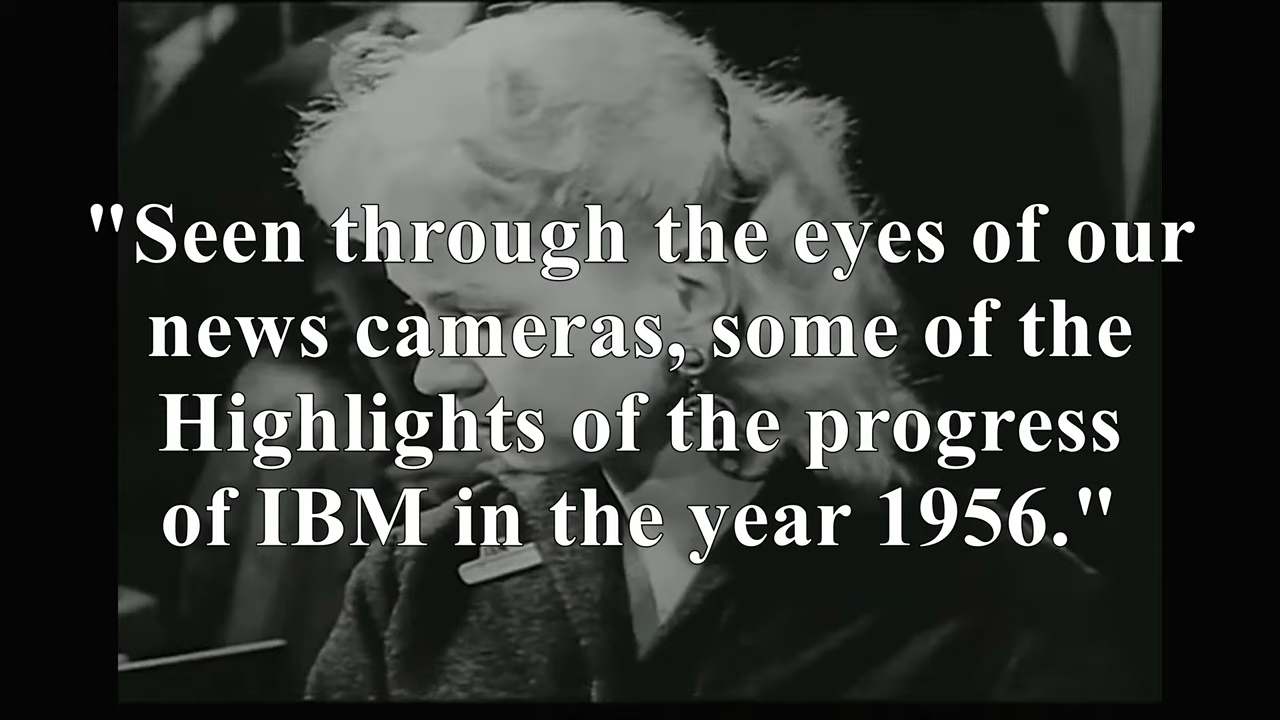 "Seen through the eyes of our
news cameras, some of the
Highlights of the progress
of IBM in the year 1956."